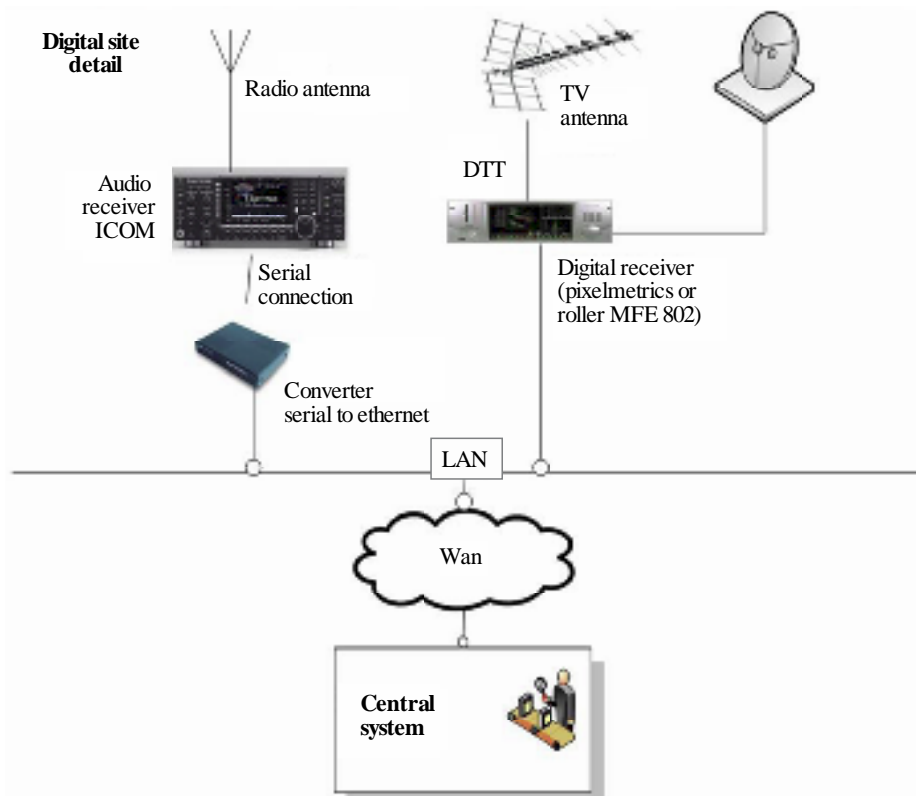 Digital site
detail
Radio antenna
TV
antenna
DTT
Audio
receiver
ICOM
Serial
connection
Digital receiver
(pixelmetrics or
roller MFE 802)
Converter
serial to ethernet
LAN
Wan
Central
system